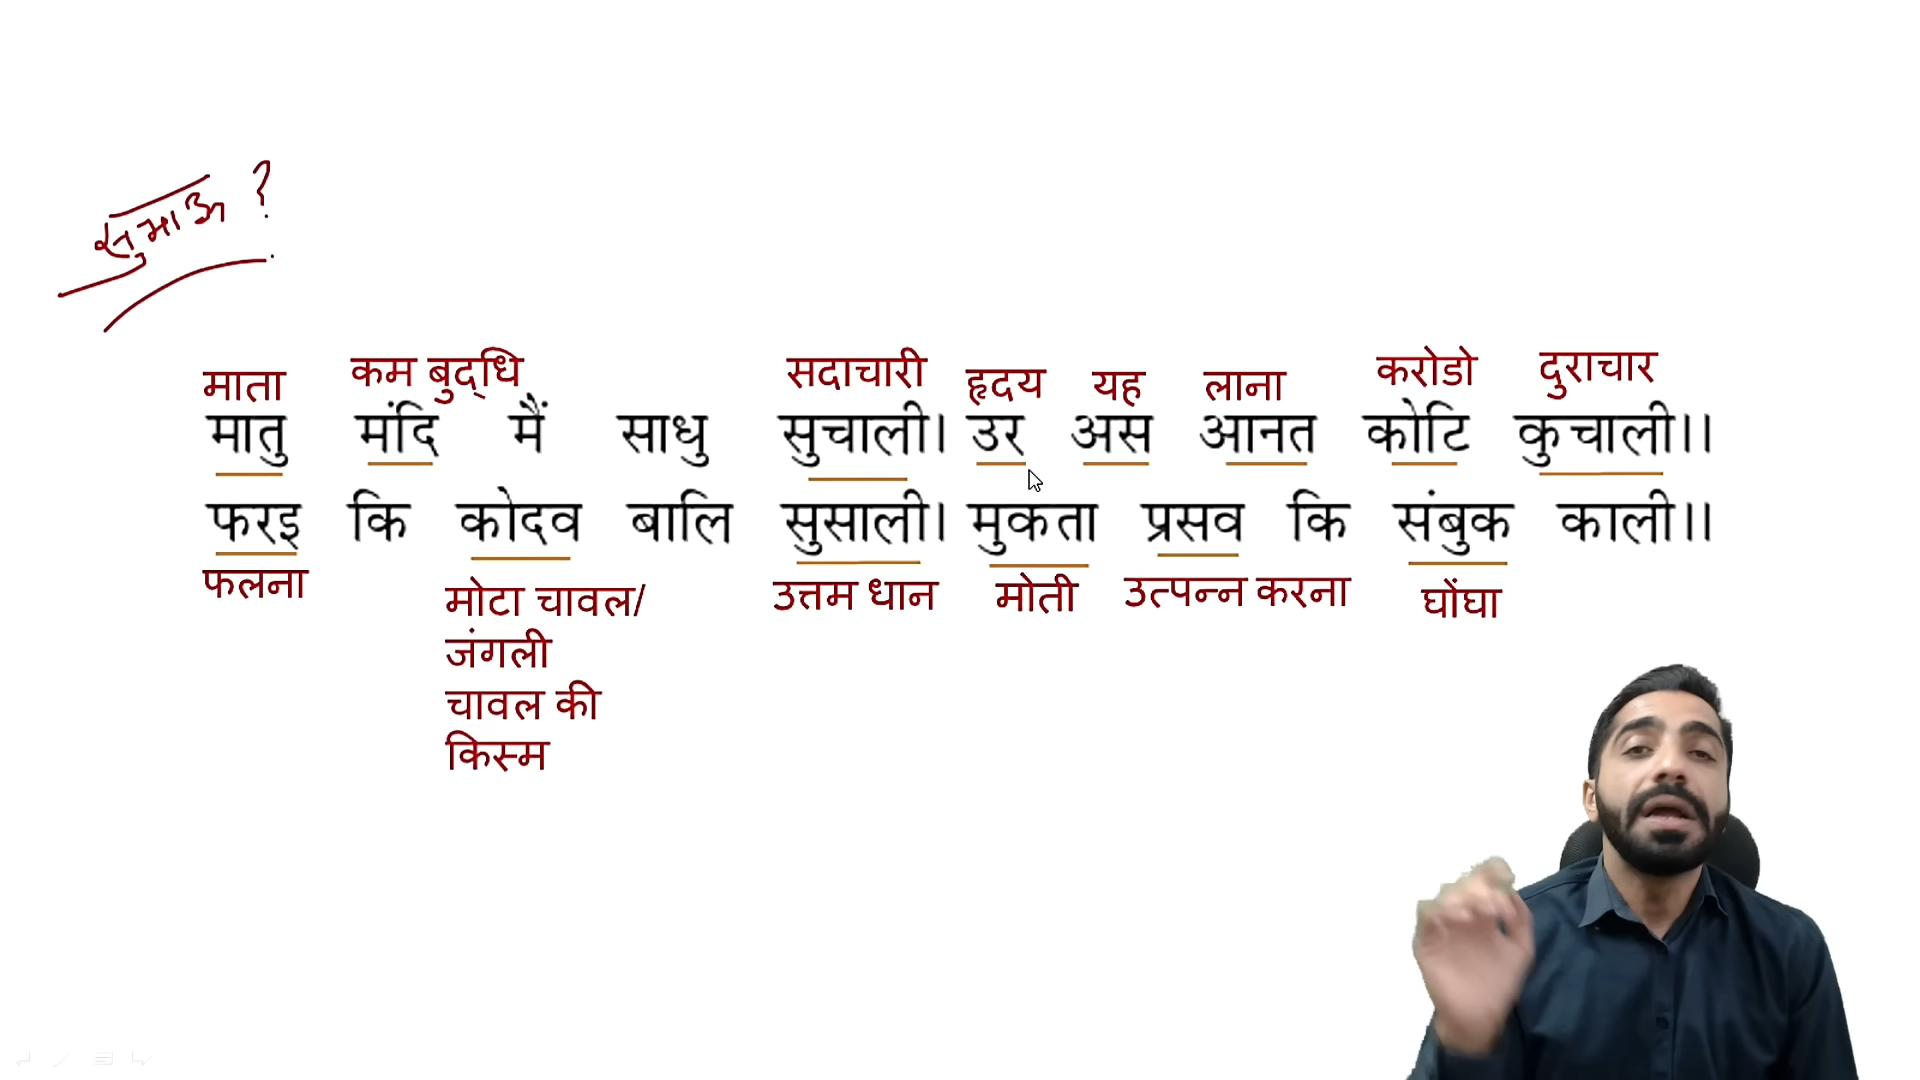 सुभाऊ ?
माता कम बुद्धि सदाचारी हृदय यह लाना करोडो दुराचार
मातु मंदि मैं साधु सुचाली। उर अस आनत कोटि कुचाली।।
फरइ कि कोदव बालि सुसाली। मुकता प्रसव कि संबुक काली।।
फलना मोटा चावल/ उत्तम धान मोती उत्पन्न करना घोंघा
जंगली
चावल की
किस्म